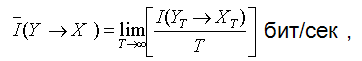 Ī(Y → X) = lim_{T→∞} [ I(Y_T → X_T) / T ] бит/сек ,